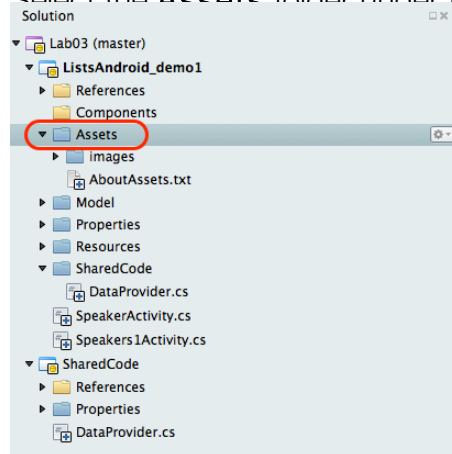 Solution
Lab03 (master)
ListsAndroid_demo1
References
Components
Assets
images
AboutAssets.txt
Model
Properties
Resources
SharedCode
DataProvider.cs
SpeakerActivity.cs
Speakers1Activity.cs
SharedCode
References
Properties
DataProvider.cs